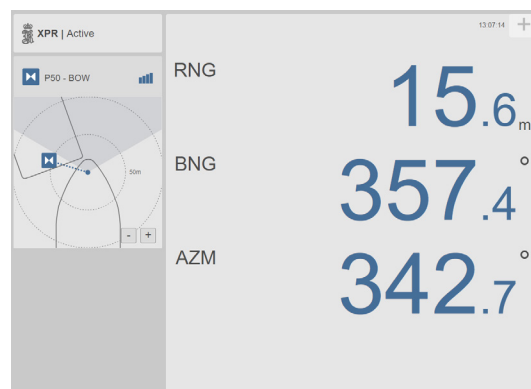 XPR | Active
13:07:14
+
P50 - BOW
50m
- +
RNG
15.6m
BNG
357.4°
AZM
342.7°